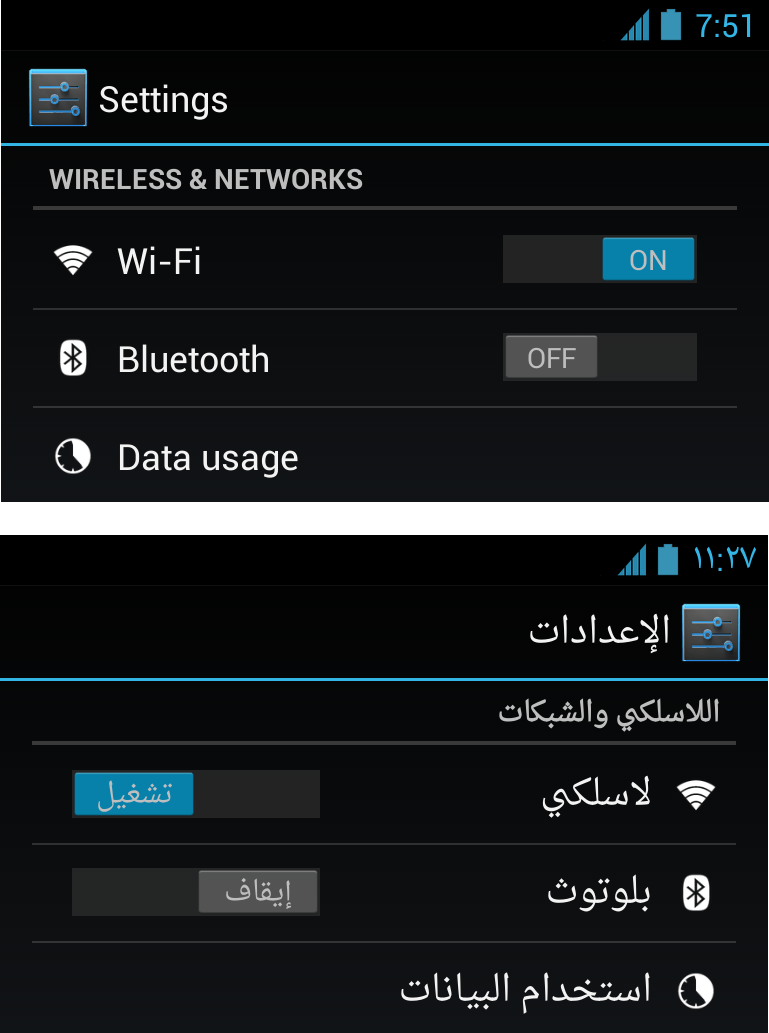 7:51
Settings
WIRELESS & NETWORKS
Wi-Fi
ON
Bluetooth
OFF
Data usage
١١:٢٧
الإعدادات
اللاسلكي والشبكات
لاسلكي
تشغيل
بلوتوث
إيقاف
استخدام البيانات